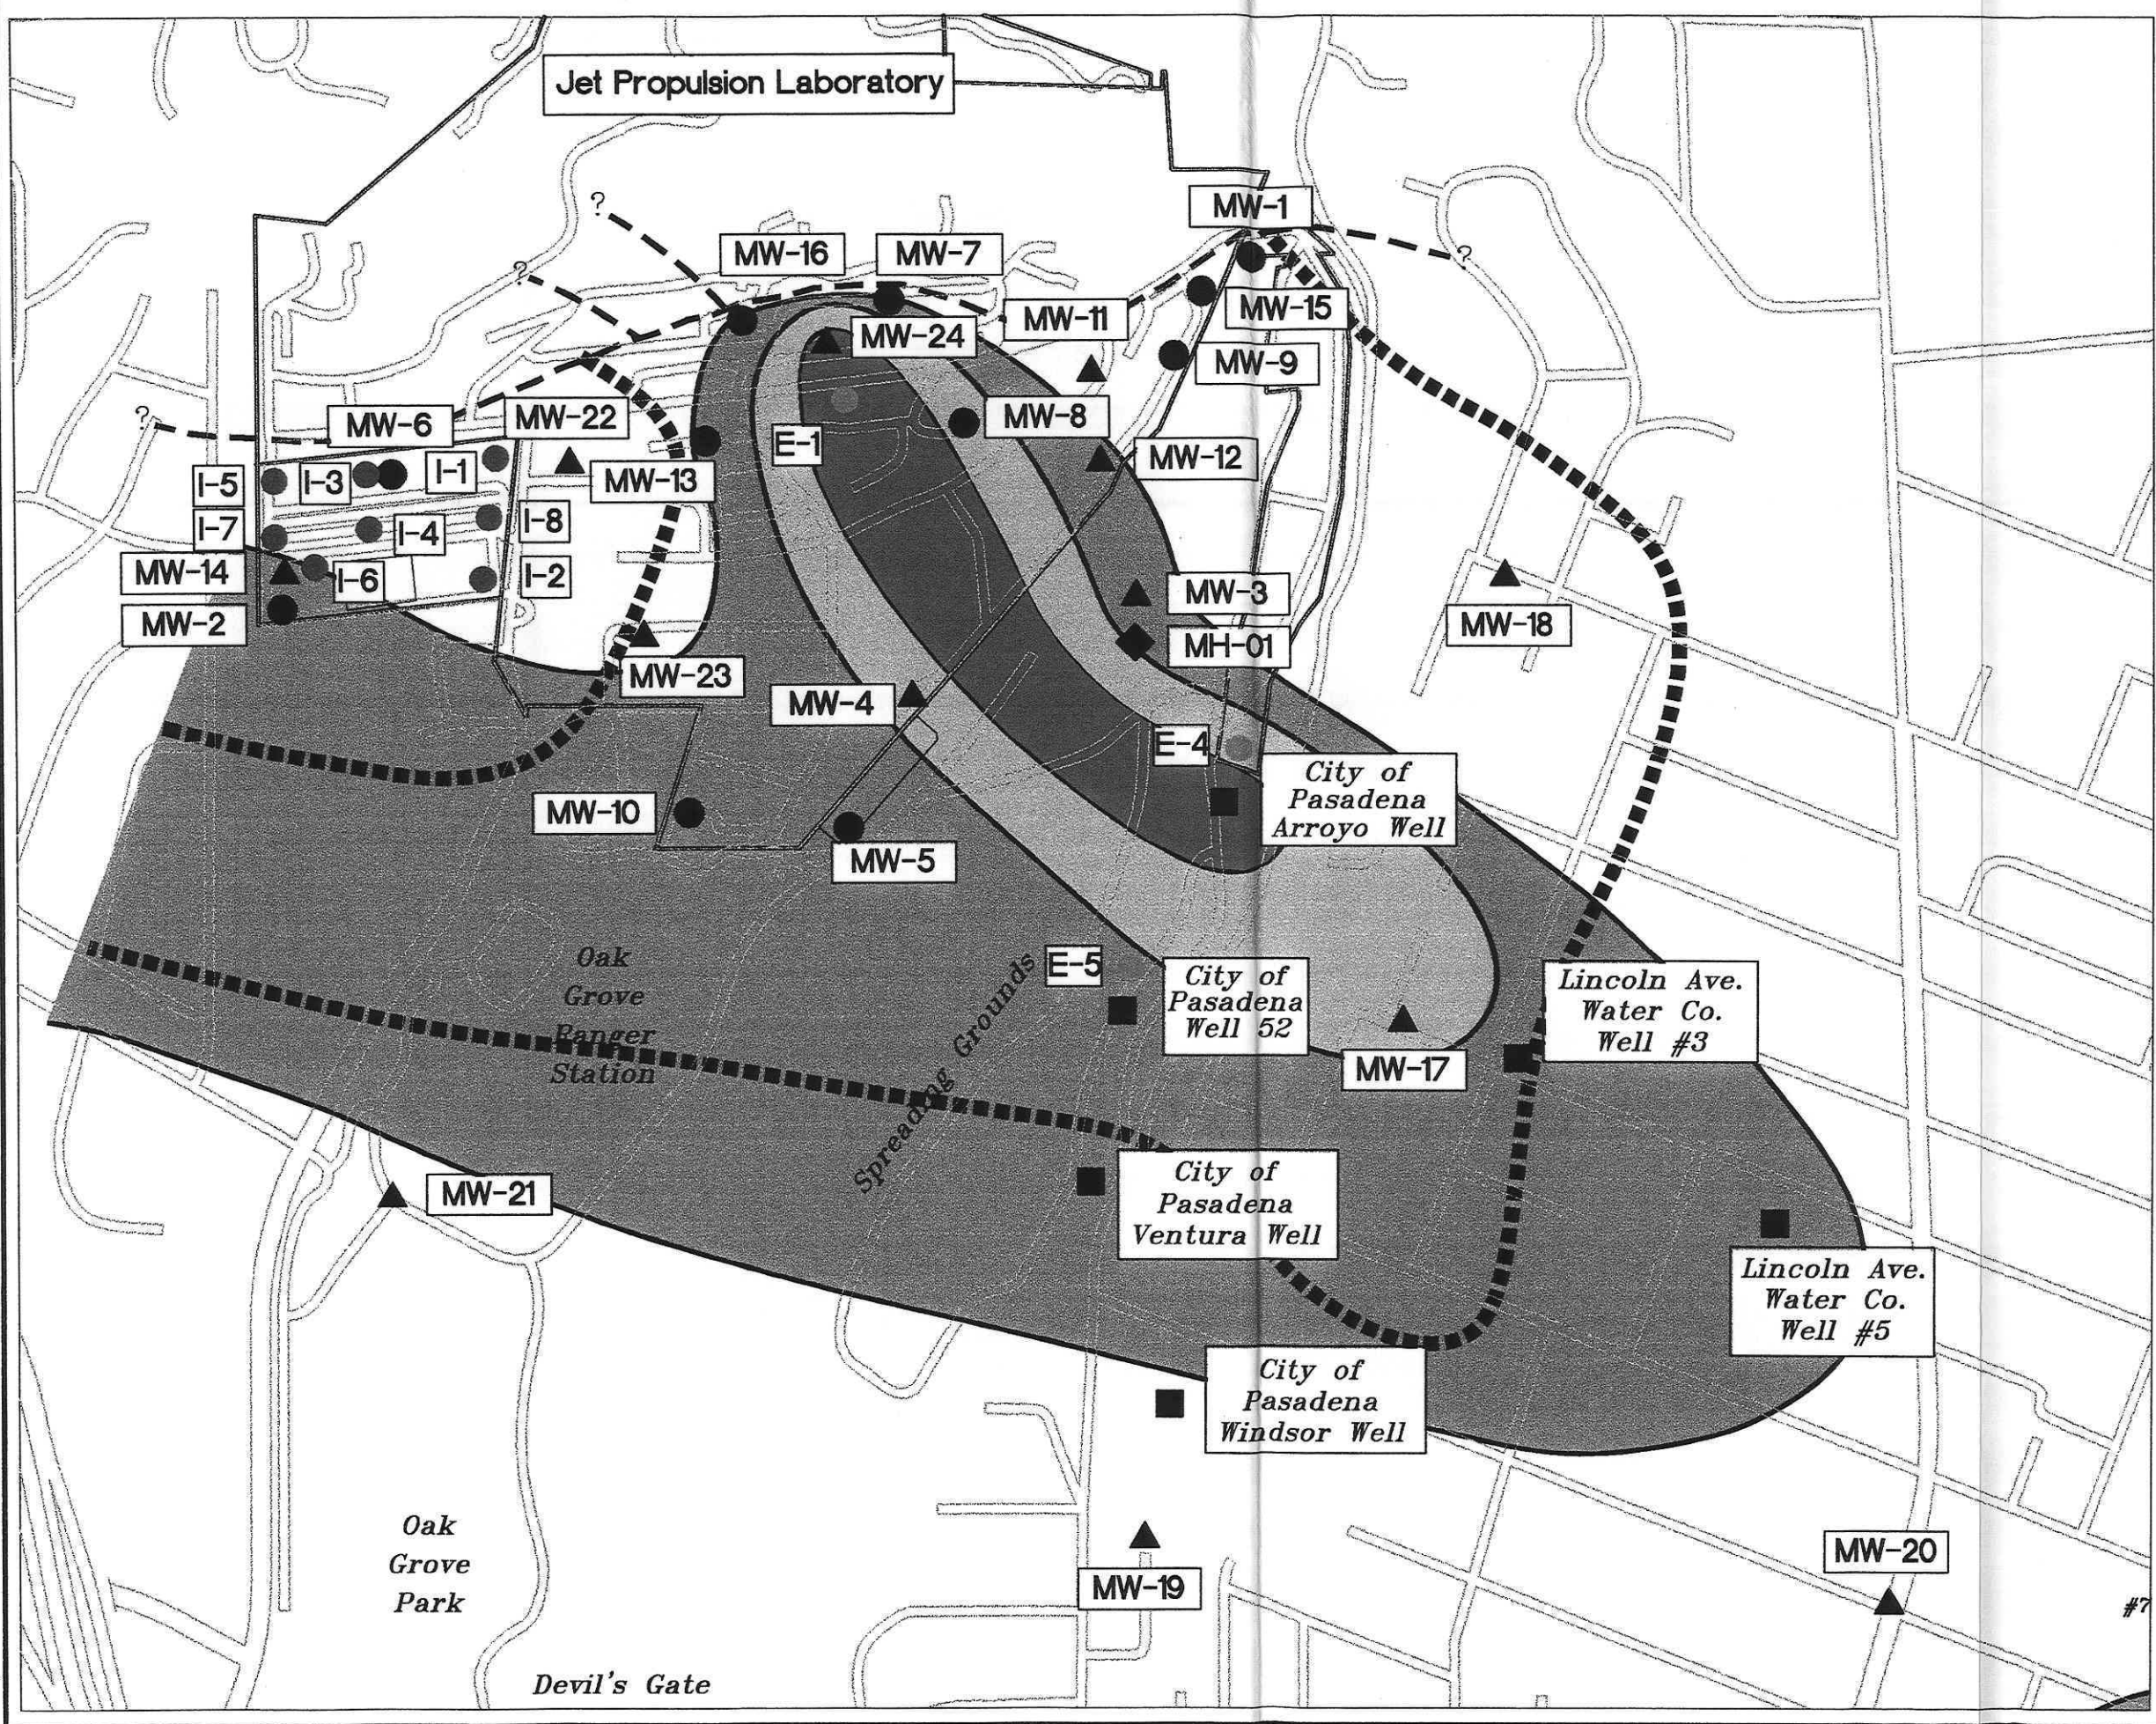 Jet Propulsion Laboratory
?
MW-1
MW-16
MW-7
?
?
MW-11
MW-15
MW-24
MW-9
?
MW-6
MW-22
MW-8
E-1
MW-12
I-5
I-3
I-1
MW-13
I-7
I-4
I-8
MW-14
I-6
I-2
MW-3
MW-2
MW-18
MH-01
MW-23
MW-4
E-4
City of
Pasadena
Arroyo Well
MW-10
MW-5
Oak
Grove
Ranger
Station
Spreading Grounds
E-5
City of
Pasadena
Well 52
Lincoln Ave.
Water Co.
Well #3
MW-17
MW-21
City of
Pasadena
Ventura Well
Lincoln Ave.
Water Co.
Well #5
City of
Pasadena
Windsor Well
Oak
Grove
Park
MW-19
MW-20
#7
Devil's Gate